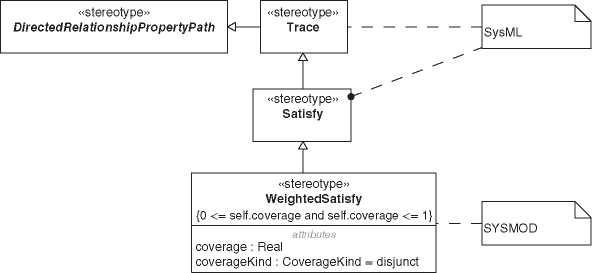 «stereotype»
DirectedRelationshipPropertyPath
«stereotype»
Trace
SysML
«stereotype»
Satisfy
«stereotype»
WeightedSatisfy
{0 <= self.coverage and self.coverage <= 1}
attributes
coverage : Real
coverageKind : CoverageKind = disjunct
SYSMOD